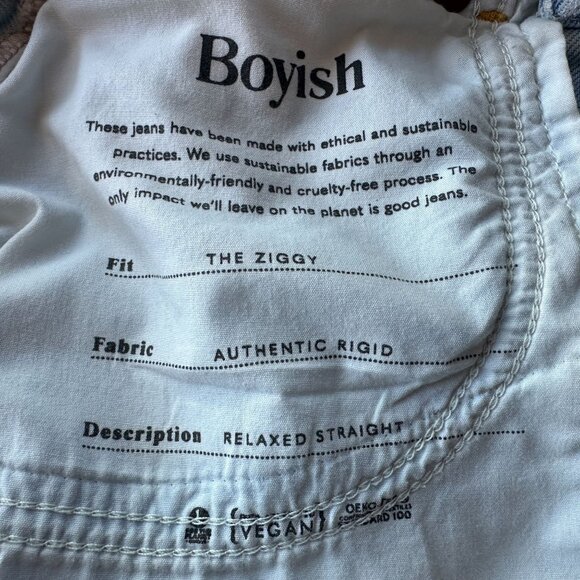 Boyish
These jeans have been made with ethical and sustainable
practices. We use sustainable fabrics through an
environmentally-friendly and cruelty-free process. The
only impact we'll leave on the planet is good jeans.
Fit THE ZIGGY
Fabric AUTHENTIC RIGID
Description RELAXED STRAIGHT
{VEGAN} 100